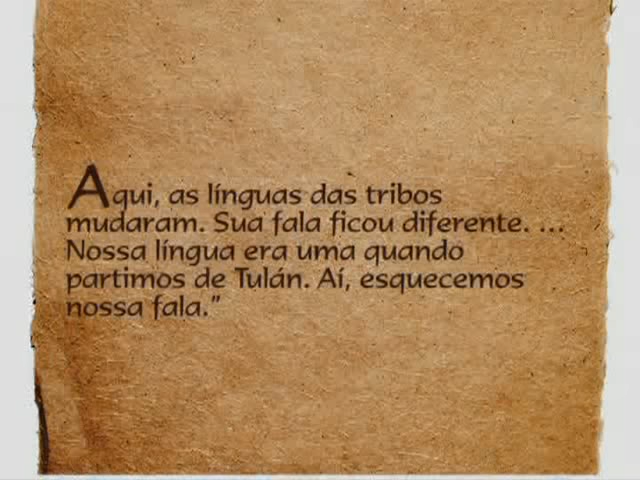 Aqui, as línguas das tribos
mudaram. Sua fala ficou diferente. ...
Nossa língua era uma quando
partimos de Tulán. Aí, esquecemos
nossa fala."